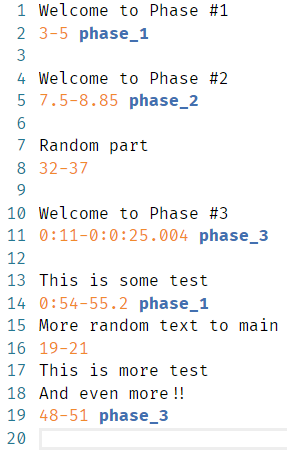 1 Welcome to Phase #1
2 3-5 phase_1
3
4 Welcome to Phase #2
5 7.5-8.85 phase_2
6
7 Random part
8 32-37
9
10 Welcome to Phase #3
11 0:11-0:0:25.004 phase_3
12
13 This is some test
14 0:54-55.2 phase_1
15 More random text to main
16 19-21
17 This is more test
18 And even more!!
19 48-51 phase_3
20